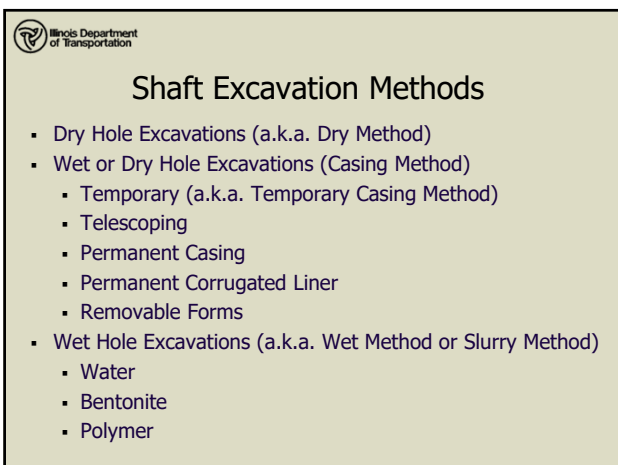 Illinois Department
of Transportation
Shaft Excavation Methods
▪ Dry Hole Excavations (a.k.a. Dry Method)
▪ Wet or Dry Hole Excavations (Casing Method)
▪ Temporary (a.k.a. Temporary Casing Method)
▪ Telescoping
▪ Permanent Casing
▪ Permanent Corrugated Liner
▪ Removable Forms
▪ Wet Hole Excavations (a.k.a. Wet Method or Slurry Method)
▪ Water
▪ Bentonite
▪ Polymer